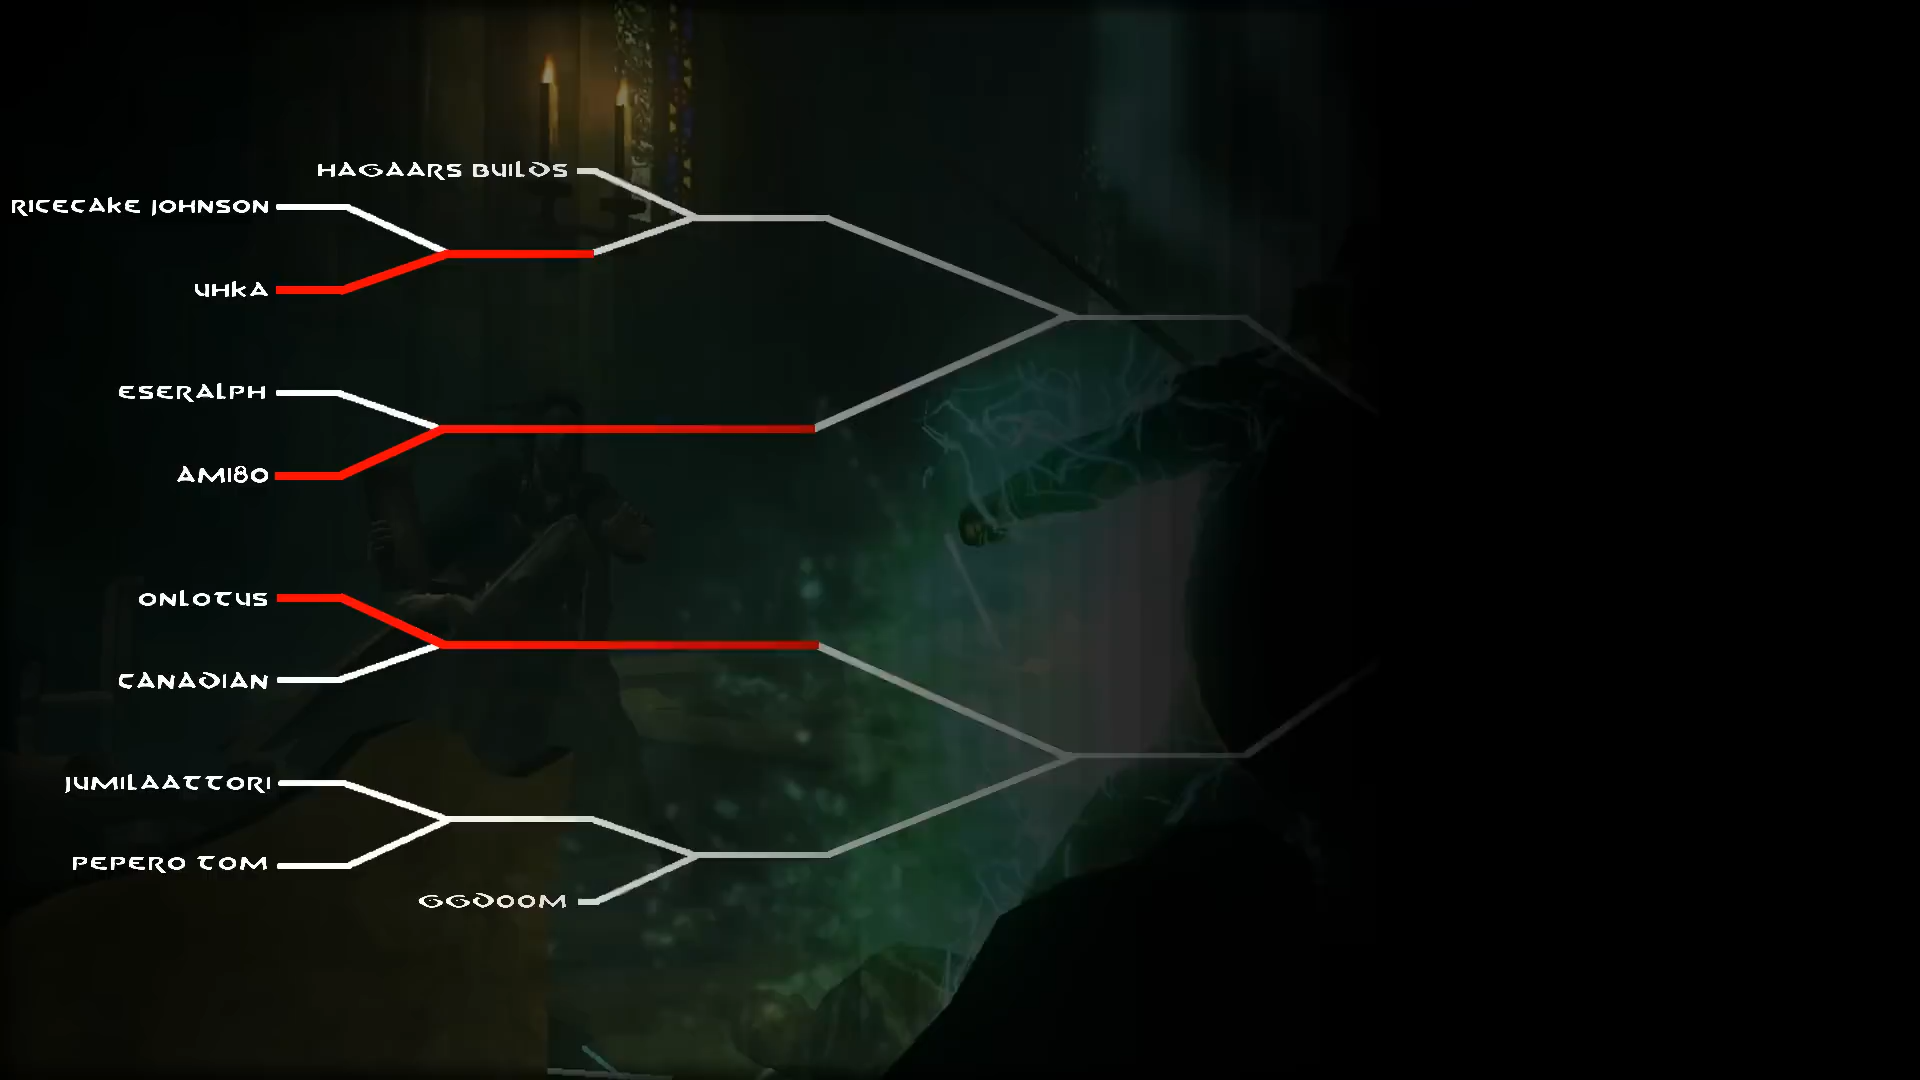 HAGAARS BUILDS
RICECAKE JOHNSON
UHKA
ESERALPH
AMI80
ONLOTUS
CANADIAN
JUMILAATTORI
PEPERO TOM
GGDOOM